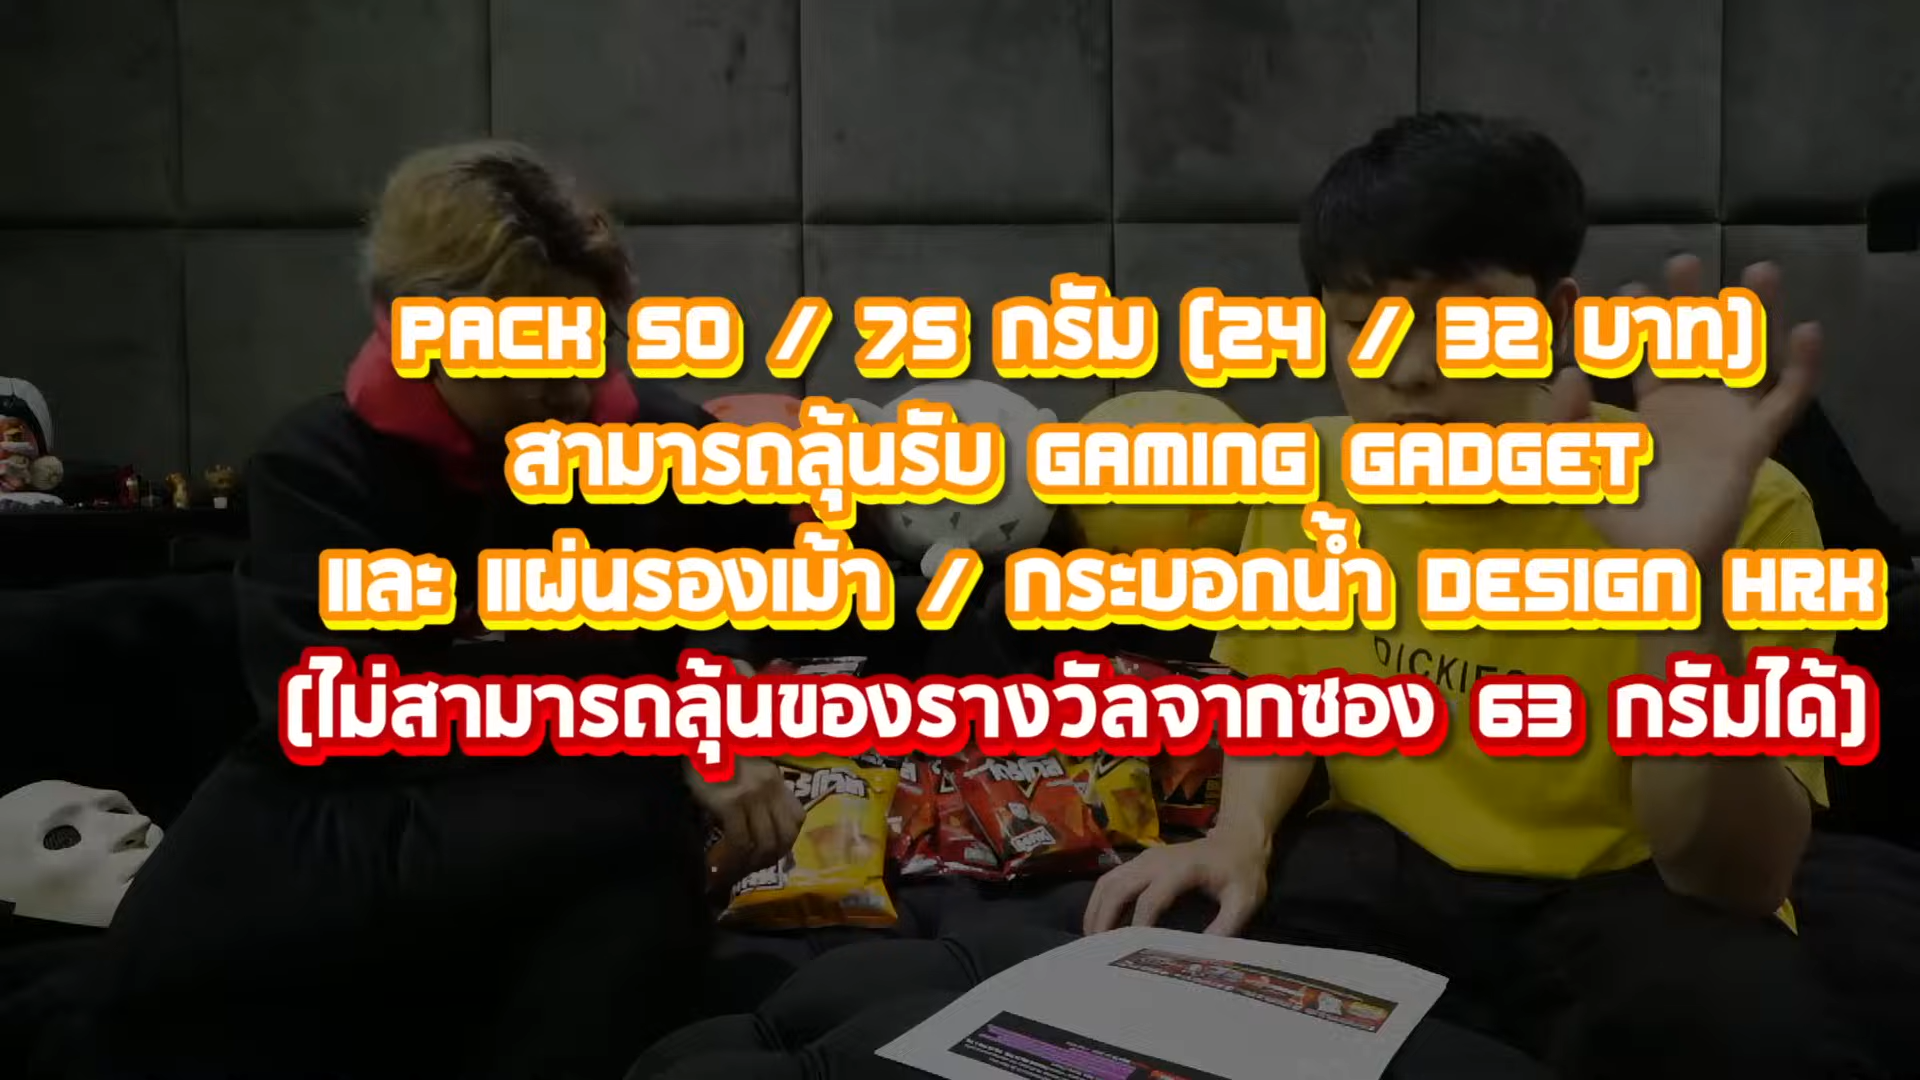 PACK 50 / 75 กรัม (24 / 32 บาท)
สามารถลุ้นรับ GAMING GADGET
และ แผ่นรองเม้า / กระบอกน้ำ DESIGN HRK
(ไม่สามารถลุ้นของรางวัลจากซอง 63 กรัมได้)
DICKIES